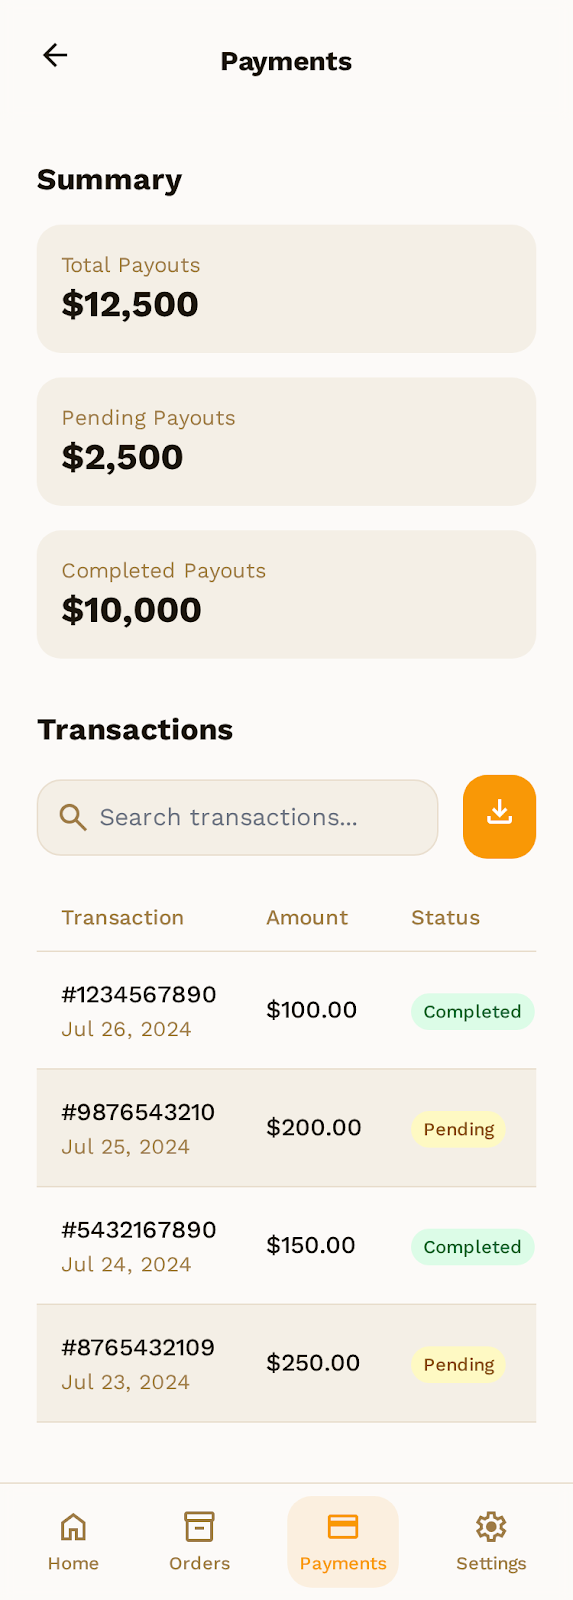 Payments
Summary
Total Payouts
$12,500
Pending Payouts
$2,500
Completed Payouts
$10,000
Transactions
Search transactions...
Transaction Amount Status
#1234567890
Jul 26, 2024
$100.00
Completed
#9876543210
Jul 25, 2024
$200.00
Pending
#5432167890
Jul 24, 2024
$150.00
Completed
#8765432109
Jul 23, 2024
$250.00
Pending
Home Orders Payments Settings